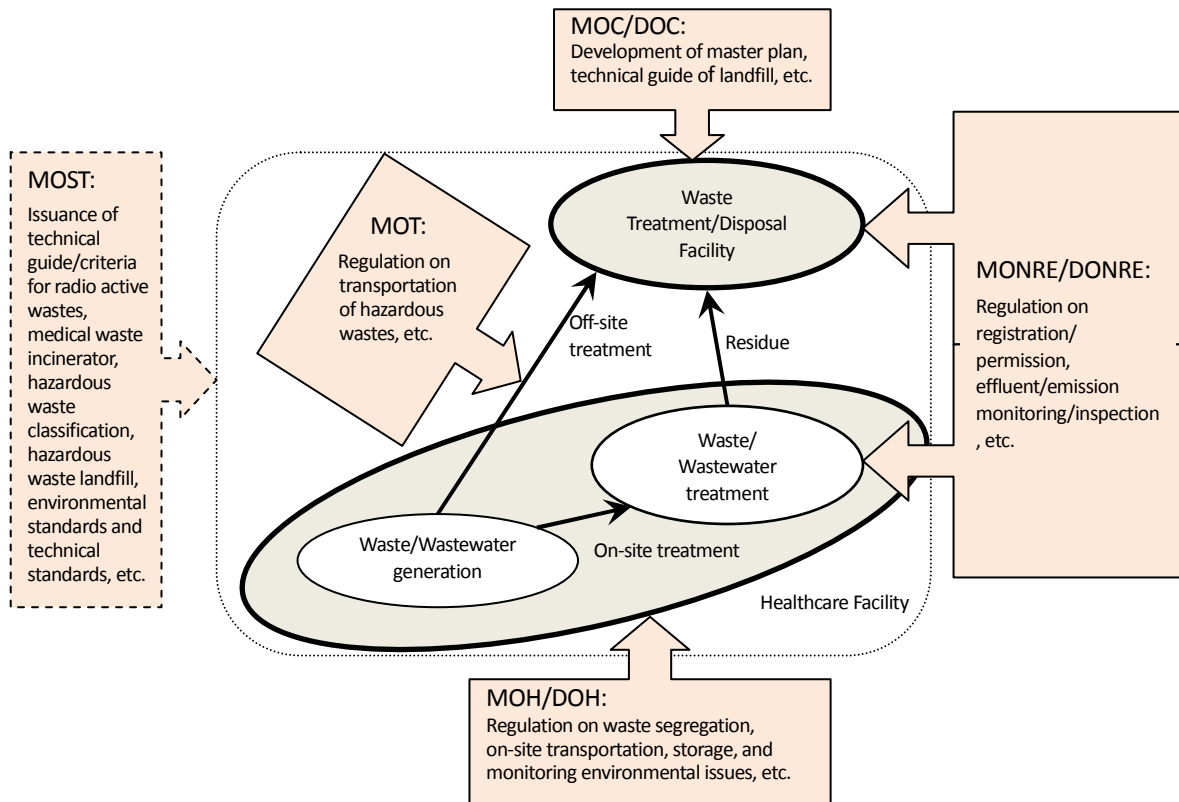 MOC/DOC:
Development of master plan,
technical guide of landfill, etc.
MOST:
Issuance of
technical
guide/criteria
for radio active
wastes,
medical waste
incinerator,
hazardous
waste
classification,
hazardous
waste landfill,
environmental
standards and
technical
standards, etc.
MOT:
Regulation on
transportation
of hazardous
wastes, etc.
Waste
Treatment/Disposal
Facility
MONRE/DONRE:
Regulation on
registration/
permission,
effluent/emission
monitoring/inspection
, etc.
Off-site
treatment
Residue
Waste/
Wastewater
treatment
Waste/Wastewater
generation
On-site treatment
Healthcare Facility
MOH/DOH:
Regulation on waste segregation,
on-site transportation, storage, and
monitoring environmental issues, etc.